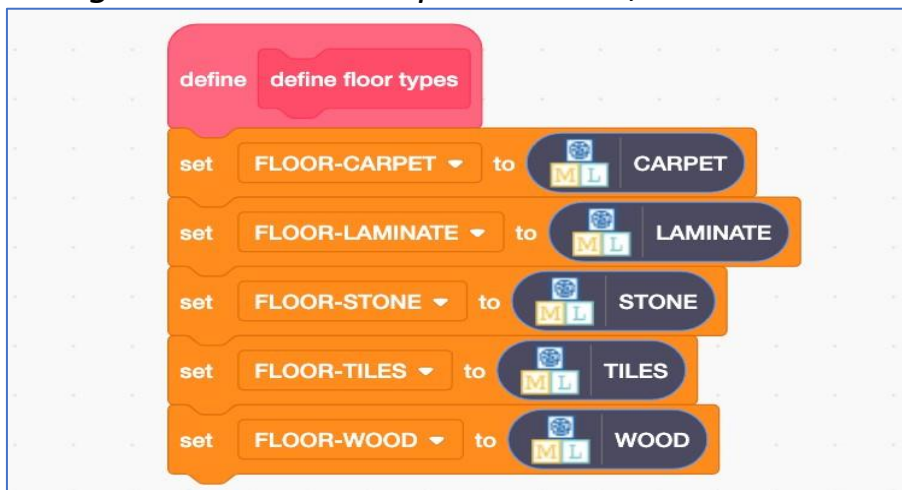 define define floor types
set FLOOR-CARPET to ML CARPET
set FLOOR-LAMINATE to ML LAMINATE
set FLOOR-STONE to ML STONE
set FLOOR-TILES to ML TILES
set FLOOR-WOOD to ML WOOD